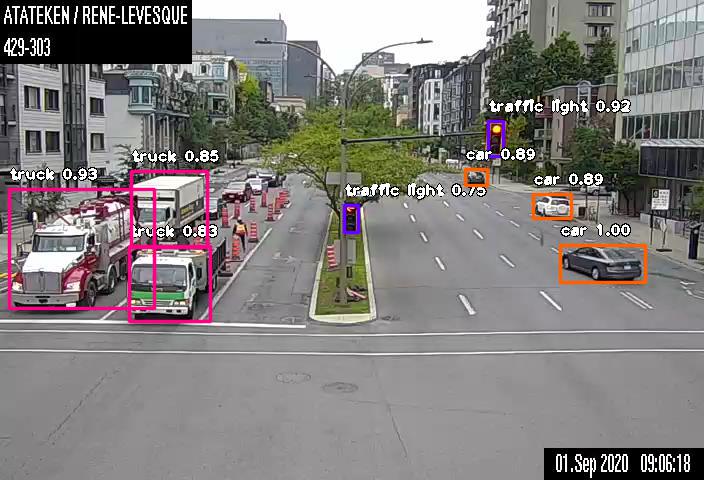 ATATEKEN / RENE-LEVESQUE
429-303
traffic light 0.92
car 0.89
truck 0.85
truck 0.93
car 0.89
traffic light 0.75
truck 0.83
car 1.00
01.Sep 2020 09:06:18